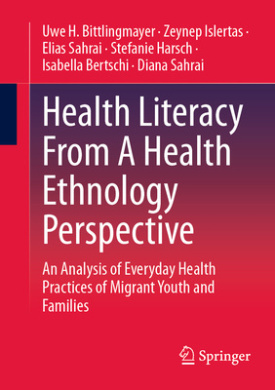 Uwe H. Bittlingmayer · Zeynep Islertas ·
Elias Sahrai · Stefanie Harsch ·
Isabella Bertschi · Diana Sahrai
Health Literacy
From A Health
Ethnology
Perspective
An Analysis of Everyday Health
Practices of Migrant Youth and
Families
Springer